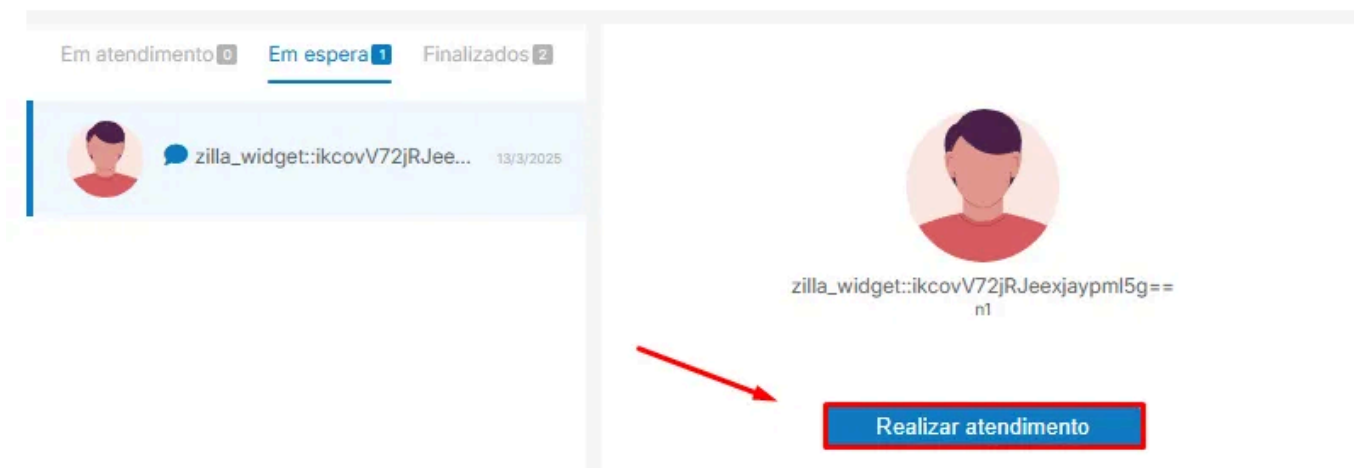 Em atendimento 0 Em espera 1 Finalizados 2
zilla_widget::ikcovV72jRJee... 13/3/2025
zilla_widget::ikcovV72jRJeexjaypml5g==
n1
Realizar atendimento